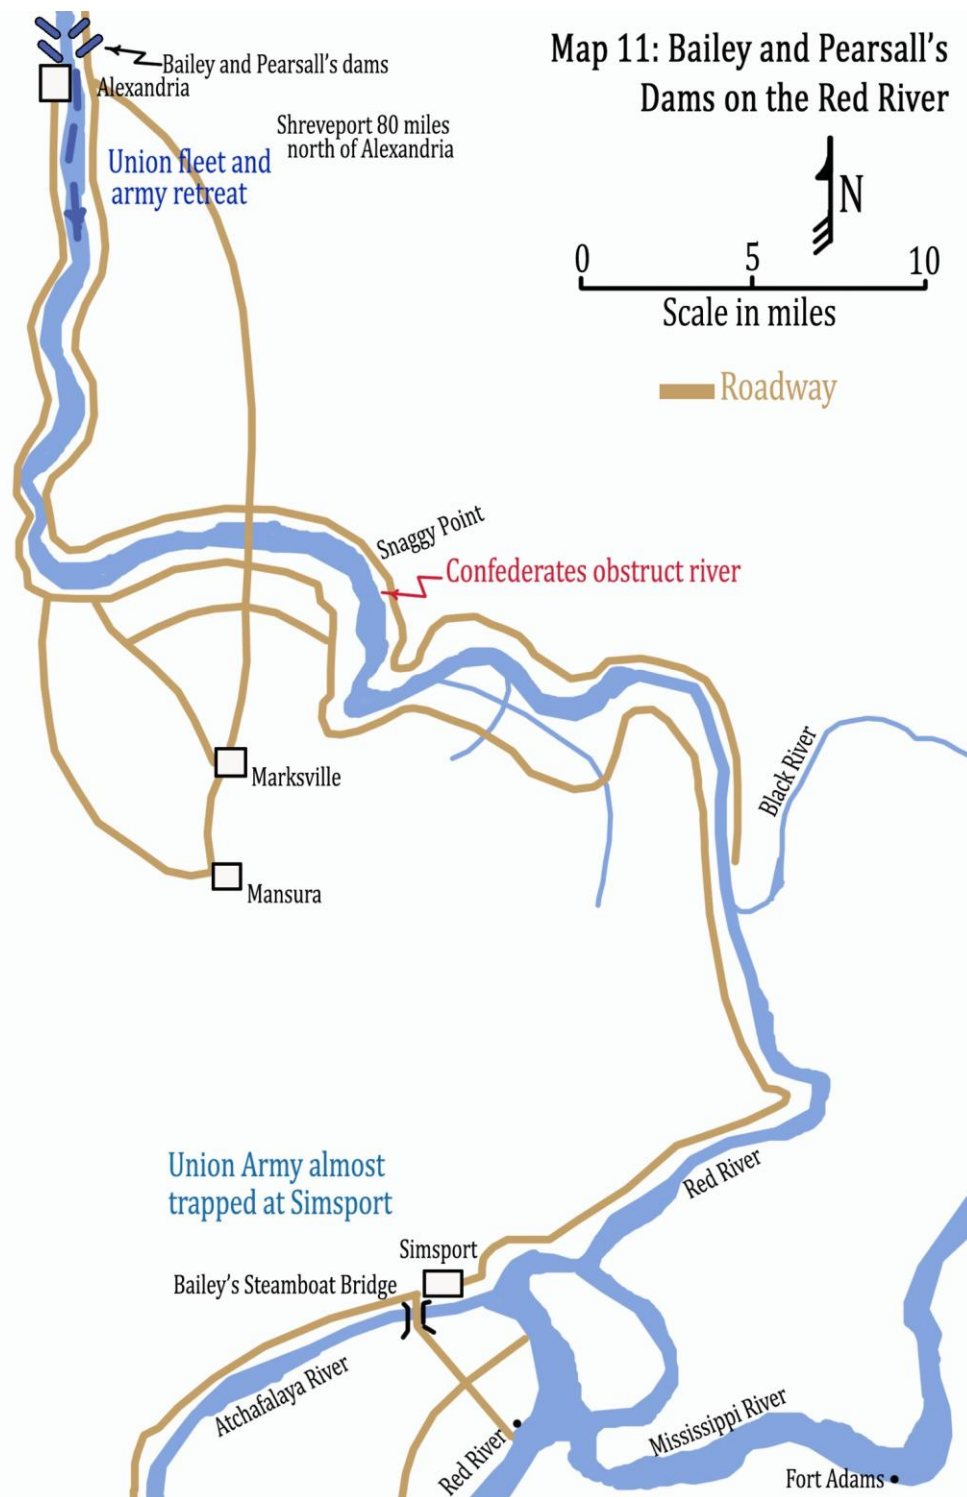 Map 11: Bailey and Pearsall's
Dams on the Red River
Bailey and Pearsall's dams
Alexandria
Shreveport 80 miles
north of Alexandria
Union fleet and
army retreat
N
0 5 10
Scale in miles
Roadway
Snaggy Point
Confederates obstruct river
Black River
Marksville
Mansura
Union Army almost
trapped at Simsport
Red River
Simsport
Bailey's Steamboat Bridge
Atchafalaya River
Red River
Mississippi River
Fort Adams